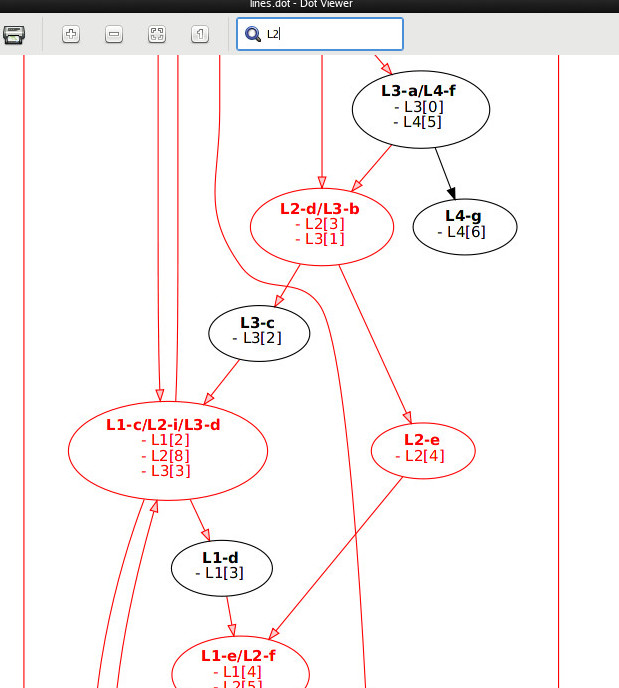 lines.dot - Dot Viewer
L2
L3-a/L4-f
- L3[0]
- L4[5]
L2-d/L3-b
- L2[3]
- L3[1]
L4-g
- L4[6]
L3-c
- L3[2]
L1-c/L2-i/L3-d
- L1[2]
- L2[8]
- L3[3]
L2-e
- L2[4]
L1-d
- L1[3]
L1-e/L2-f
- L1[4]
- L2[5]